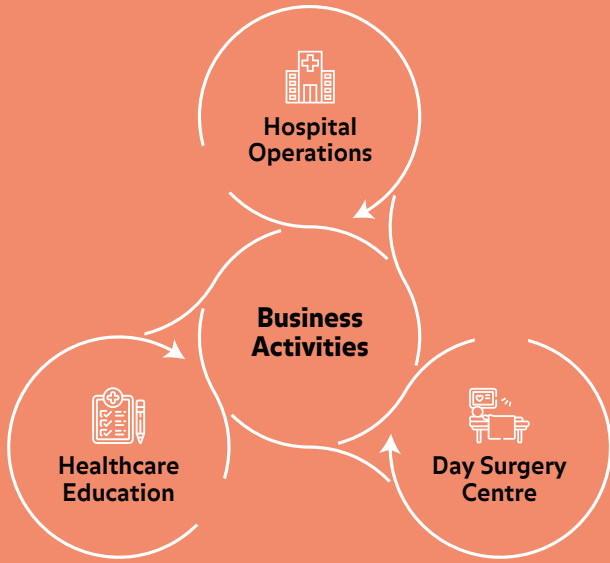 Hospital
Operations
Business
Activities
Healthcare
Education
Day Surgery
Centre